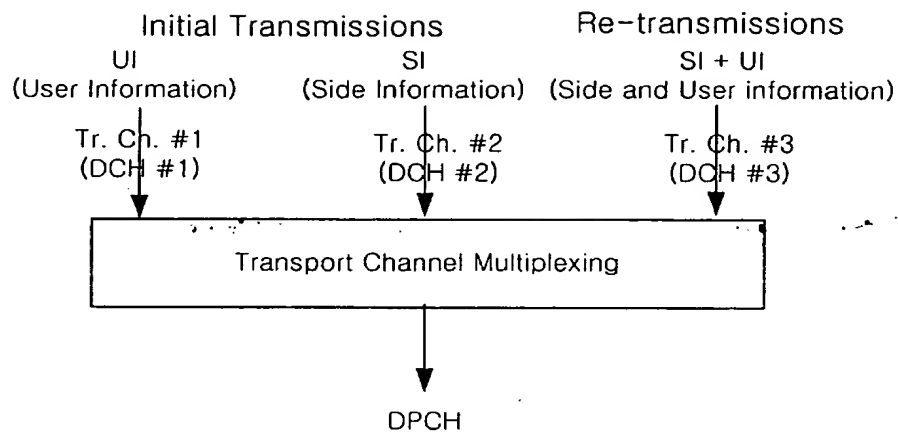 Initial Transmissions
Re-transmissions
UI
(User Information)
SI
(Side Information)
SI + UI
(Side and User information)
Tr. Ch. #1
(DCH #1)
Tr. Ch. #2
(DCH #2)
Tr. Ch. #3
(DCH #3)
Transport Channel Multiplexing
DPCH